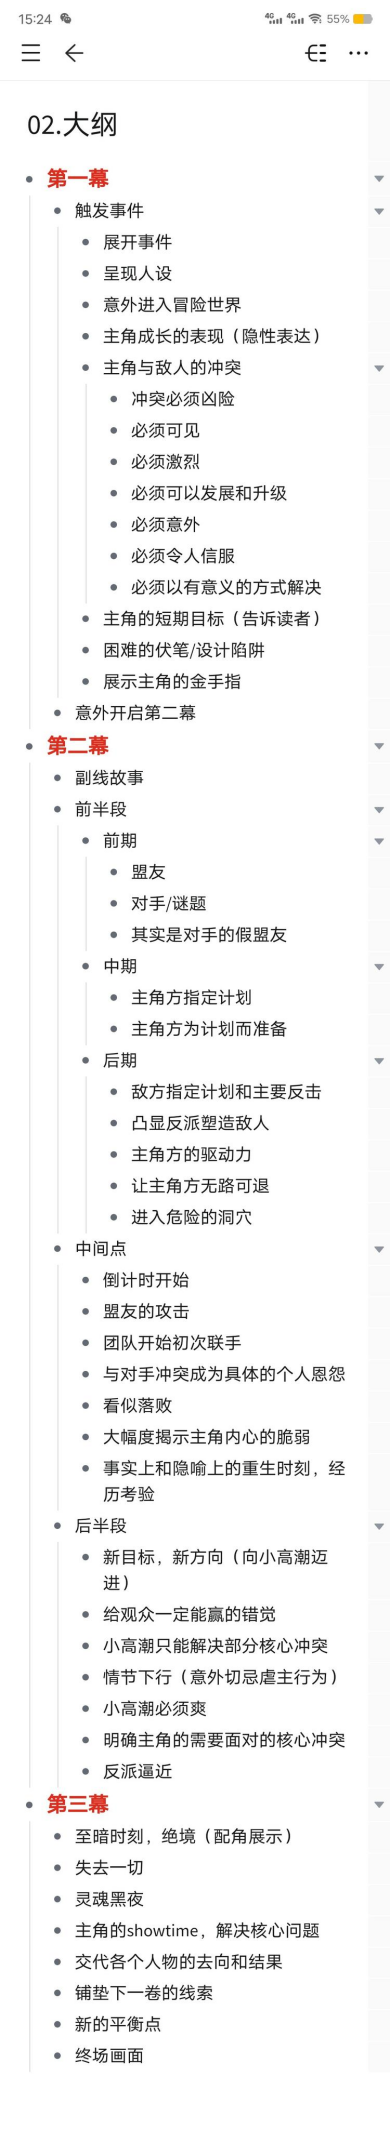 15:24
4G 4G 55%
02.大纲
第一幕
触发事件
展开事件
呈现人设
意外进入冒险世界
主角成长的表现（隐性表达）
主角与敌人的冲突
冲突必须凶险
必须可见
必须激烈
必须可以发展和升级
必须意外
必须令人信服
必须以有意义的方式解决
主角的短期目标（告诉读者）
困难的伏笔/设计陷阱
展示主角的金手指
意外开启第二幕
第二幕
副线故事
前半段
前期
盟友
对手/谜题
其实是对手的假盟友
中期
主角方指定计划
主角方为计划而准备
后期
敌方指定计划和主要反击
凸显反派塑造敌人
主角方的驱动力
让主角方无路可退
进入危险的洞穴
中间点
倒计时开始
盟友的攻击
团队开始初次联手
与对手冲突成为具体的个人恩怨
看似落败
大幅度揭示主角内心的脆弱
事实上和隐喻上的重生时刻，经
历考验
后半段
新目标，新方向（向小高潮迈
进）
给观众一定能赢的错觉
小高潮只能解决部分核心冲突
情节下行（意外切忌虐主行为）
小高潮必须爽
明确主角的需要面对的核心冲突
反派逼近
第三幕
至暗时刻，绝境（配角展示）
失去一切
灵魂黑夜
主角的showtime，解决核心问题
交代各个人物的去向和结果
铺垫下一卷的线索
新的平衡点
终场画面